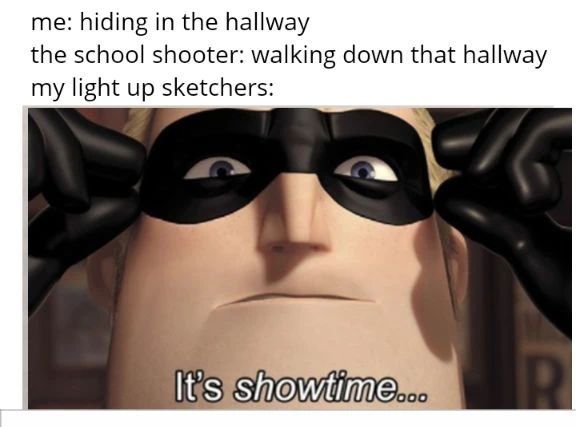 me: hiding in the hallway
the school shooter: walking down that hallway
my light up sketchers:
It's showtime...
R